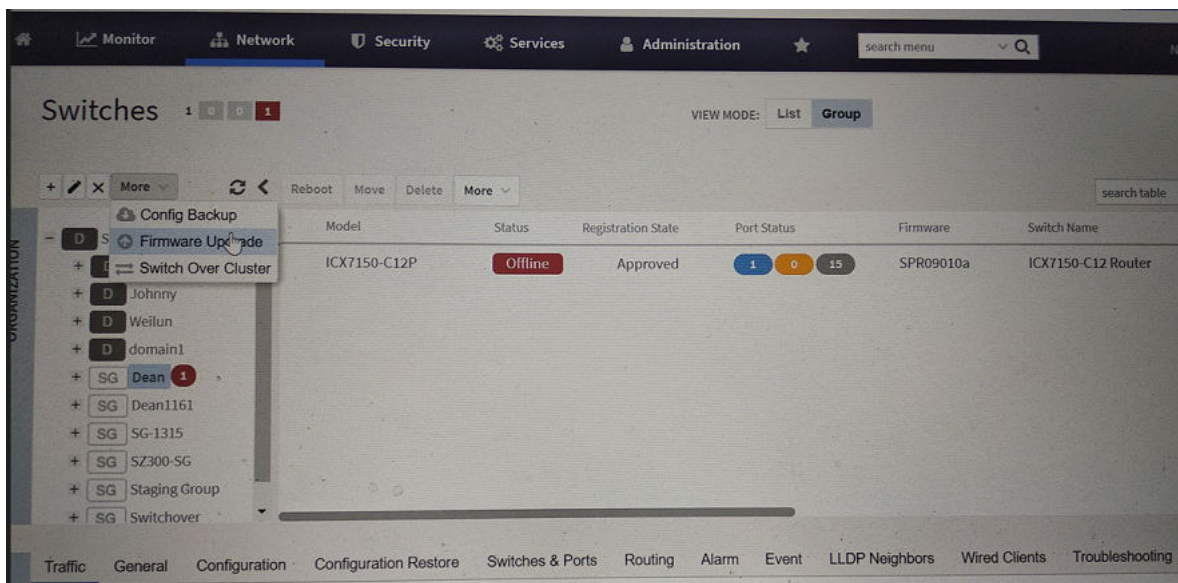 Monitor Network Security Services Administration search menu
Switches 1 0 0 1 VIEW MODE: List Group
More Reboot Move Delete More search table
Config Backup
Firmware Upgrade
Switch Over Cluster
Model Status Registration State Port Status Firmware Switch Name
ICX7150-C12P Offline Approved 1 0 15 SPR09010a ICX7150-C12 Router
ORGANIZATION
D S
D
D Johnny
D Weilun
D domain1
SG Dean 1
SG Dean1161
SG SG-1315
SG SZ300-SG
SG Staging Group
SG Switchover
Traffic General Configuration Configuration Restore Switches & Ports Routing Alarm Event LLDP Neighbors Wired Clients Troubleshooting